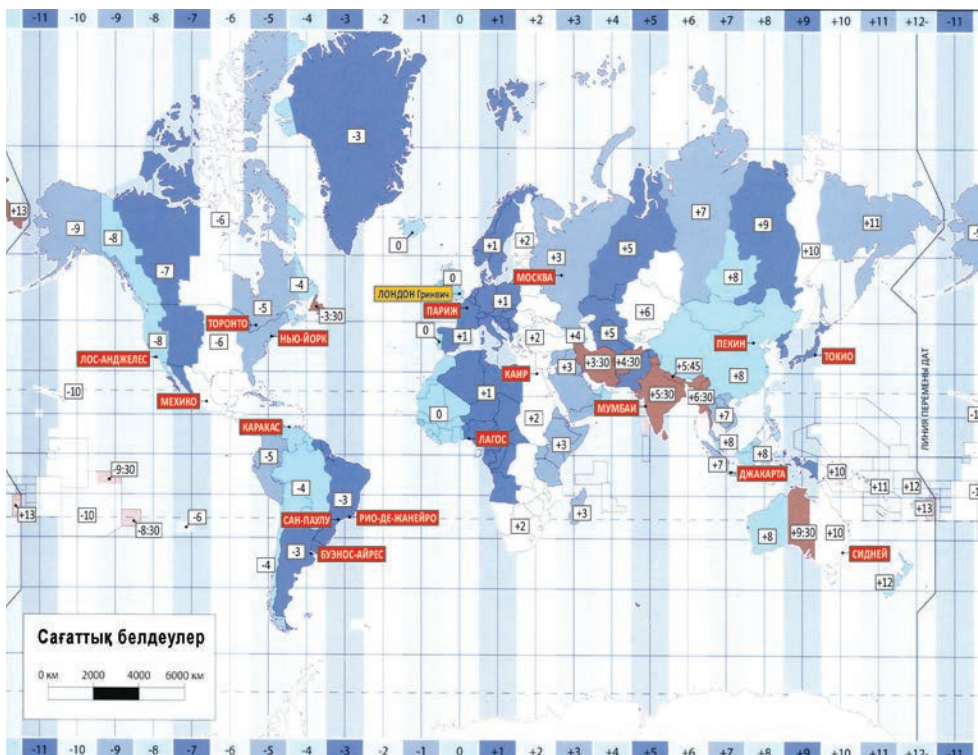 -11 -10 -9 -8 -7 -6 -5 -4 -3 -2 -1 0 +1 +2 +3 +4 +5 +6 +7 +8 +9 +10 +11 +12- -11
+13
-9
-8
-7
-6
-3
0
+1
+2
+3
+5
+7
+9
+10
+11
+8
-4
-3:30
0
МОСКВА
ЛОНДОН Гринвич
ПАРИЖ
+1
+6
ТОРОНТО
-5
НЬЮ-ЙОРК
-6
-8
ЛОС-АНДЖЕЛЕС
0
+1
+2
+4
+5
ПЕКИН
ТОКИО
+3
+3:30
+4:30
+5:45
КАИР
-10
МЕХИКО
+1
+5:30
+6:30
+8
МУМБАИ
ЛИНИЯ ПЕРЕМЕНЫ ДАТ
КАРАКАС
0
+2
+7
ЛАГОС
+3
+8
+8
-5
-9:30
-4
-3
+7
ДЖАКАРТА
+10
+11
+12
+13
+13
-10
-8:30
-6
САН-ПАУЛУ
РИО-ДЕ-ЖАНЕЙРО
+2
+3
+8
+9:30
+10
-3
БУЭНОС-АЙРЕС
СИДНЕЙ
-4
+12
Сағаттық белдеулер
0 км 2000 4000 6000 км
-11 -10 -9 -8 -7 -6 -5 -4 -3 -2 -1 0 +1 +2 +3 +4 +5 +6 +7 +8 +9 +10 +11 +12- -11